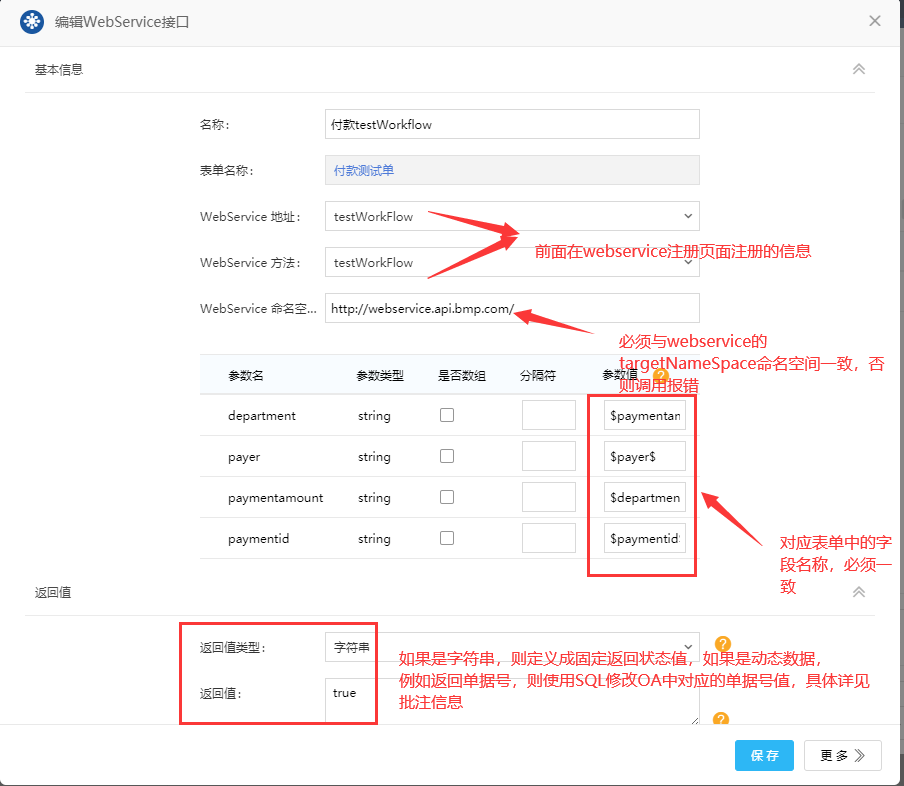 编辑WebService接口
基本信息
名称：
付款testWorkflow
表单名称：
付款测试单
WebService 地址：
testWorkFlow
WebService 方法：
testWorkFlow
前面在webservice注册页面注册的信息
WebService 命名空...
http://webservice.api.bmp.com/
必须与webservice的
targetNameSpace命名空间一致，否
则调用报错
参数名 参数类型 是否数组 分隔符 参数值
department string $paymentan
payer string $payer$
paymentamount string $departmen
paymentid string $paymentid
对应表单中的字
段名称，必须一
致
返回值
返回值类型：
字符串
返回值：
true
如果是字符串，则定义成固定返回状态值，如果是动态数据，
例如返回单据号，则使用SQL修改OA中对应的单据号值，具体详见
批注信息
保存
更多